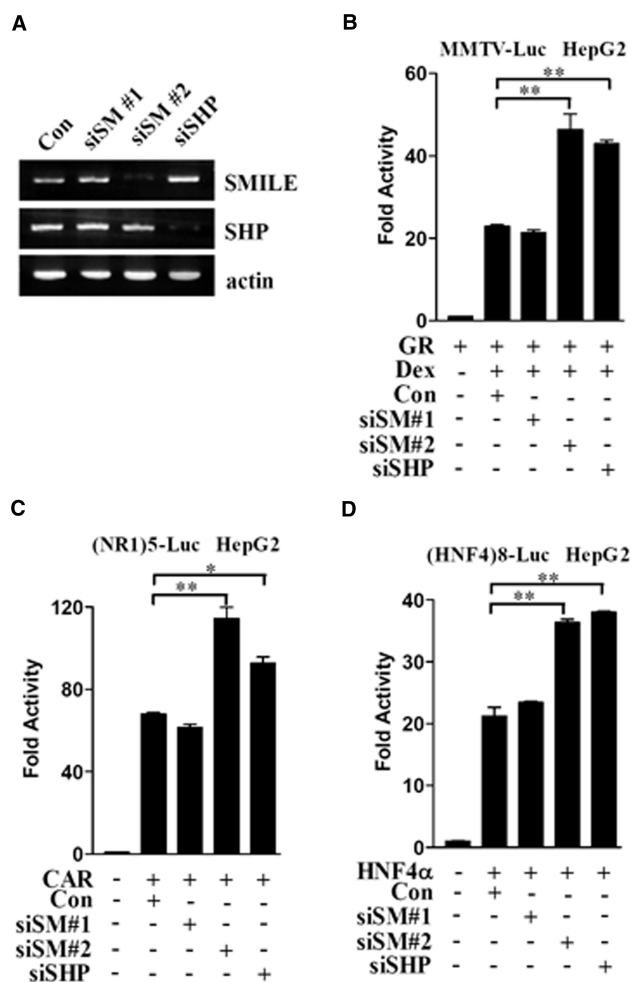 A
Con siSM #1 siSM #2 siSHP
SMILE
SHP
actin
B
MMTV-Luc HepG2
**
**
60
40
20
0
Fold Activity
GR + + + + +
Dex - + + + +
Con - + - - -
siSM#1 - - + - -
siSM#2 - - - + -
siSHP - - - - +
C
(NR1)5-Luc HepG2
*
**
120
80
40
0
Fold Activity
CAR - + + + +
Con - + - - -
siSM#1 - - + - -
siSM#2 - - - + -
siSHP - - - - +
D
(HNF4)8-Luc HepG2
**
**
40
30
20
10
0
Fold Activity
HNF4α - + + + +
Con - + - - -
siSM#1 - - + - -
siSM#2 - - - + -
siSHP - - - - +